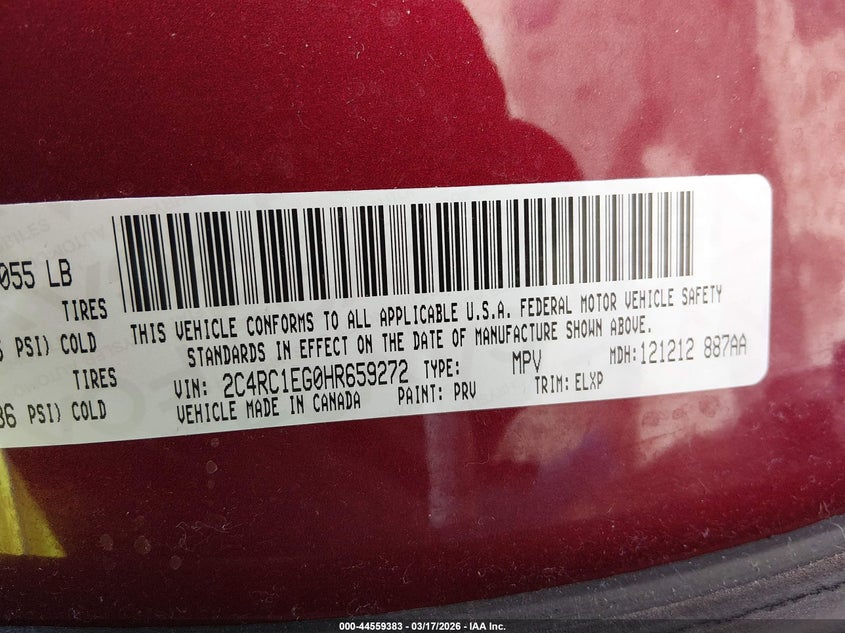 055 LB
TIRES
PSI) COLD
36 PSI) COLD
THIS VEHICLE CONFORMS TO ALL APPLICABLE U.S.A. FEDERAL MOTOR VEHICLE SAFETY
STANDARDS IN EFFECT ON THE DATE OF MANUFACTURE SHOWN ABOVE.
VIN: 2C4RC1EG0HR659272 TYPE: MPV MDH: 121212 887AA
VEHICLE MADE IN CANADA PAINT: PRV TRIM: ELXP
000-44559383 / 03/17/2026 - IAA Inc.